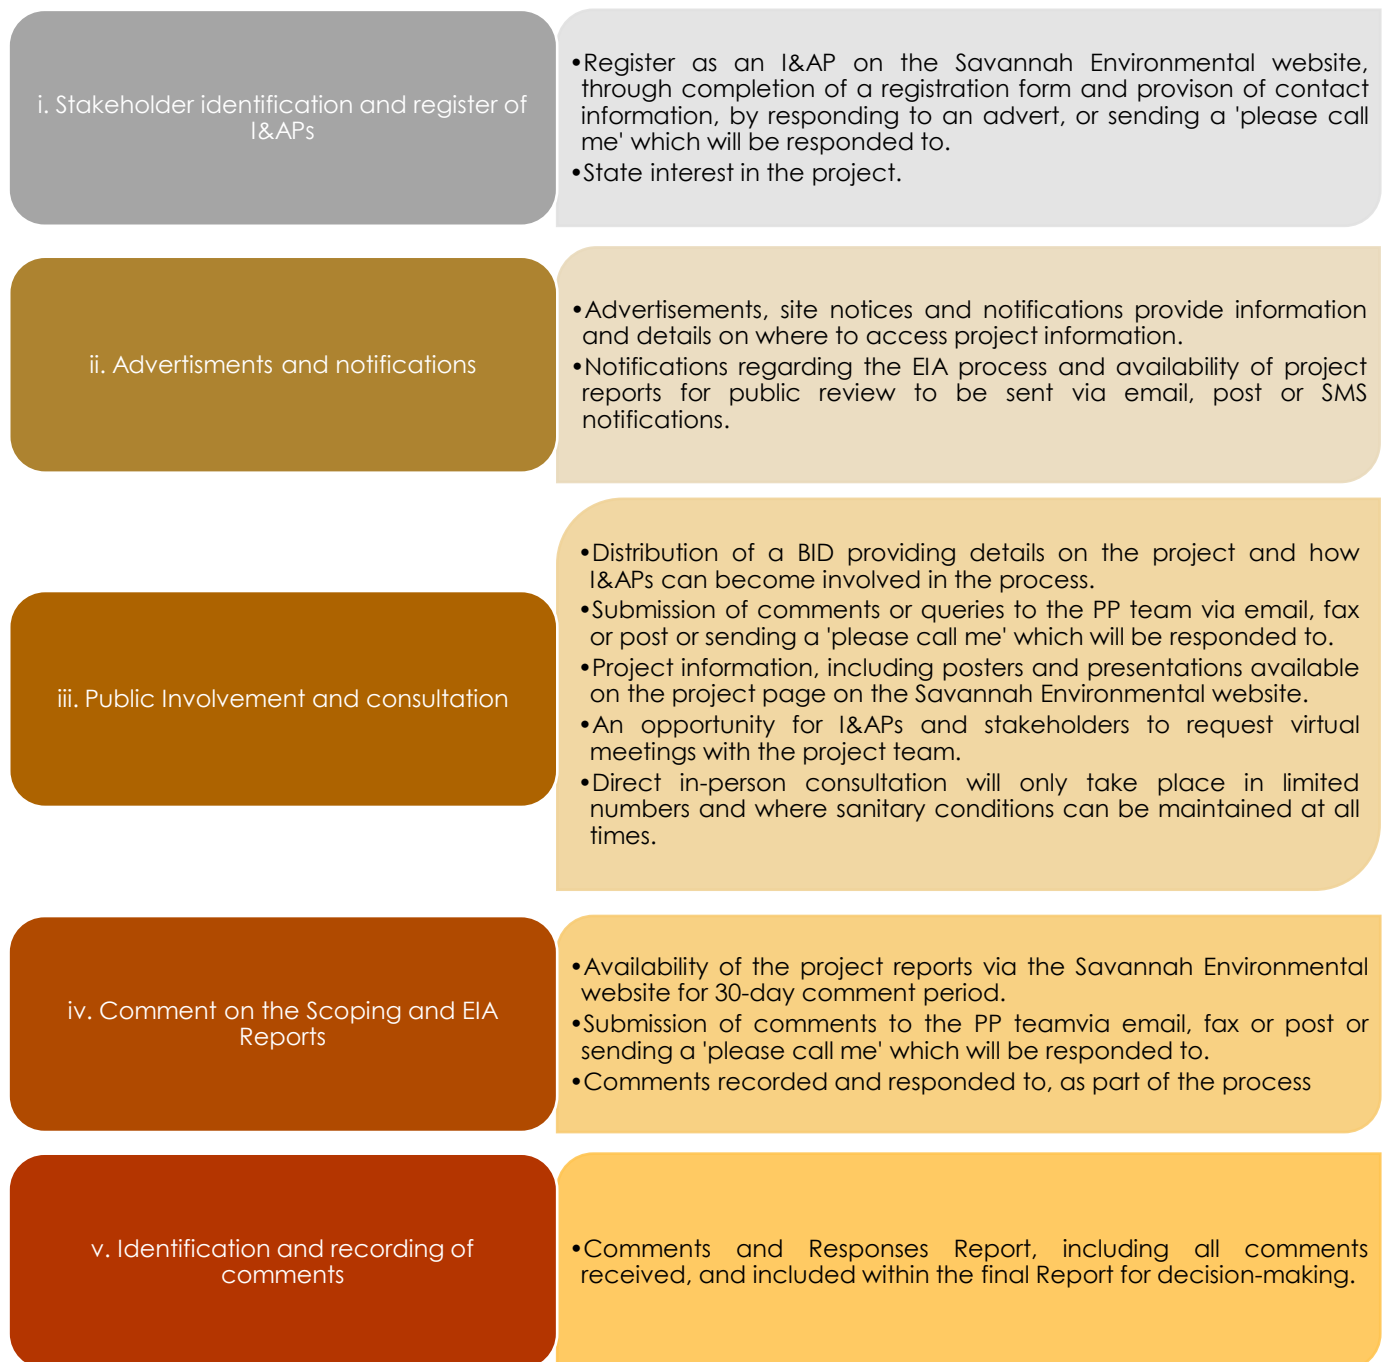 i. Stakeholder identification and register of
I&APs
•Register as an I&AP on the Savannah Environmental website,
through completion of a registration form and provison of contact
information, by responding to an advert, or sending a 'please call
me' which will be responded to.
•State interest in the project.
ii. Advertisments and notifications
•Advertisements, site notices and notifications provide information
and details on where to access project information.
•Notifications regarding the EIA process and availability of project
reports for public review to be sent via email, post or SMS
notifications.
iii. Public Involvement and consultation
•Distribution of a BID providing details on the project and how
I&APs can become involved in the process.
•Submission of comments or queries to the PP team via email, fax
or post or sending a 'please call me' which will be responded to.
•Project information, including posters and presentations available
on the project page on the Savannah Environmental website.
•An opportunity for I&APs and stakeholders to request virtual
meetings with the project team.
•Direct in-person consultation will only take place in limited
numbers and where sanitary conditions can be maintained at all
times.
iv. Comment on the Scoping and EIA
Reports
•Availability of the project reports via the Savannah Environmental
website for 30-day comment period.
•Submission of comments to the PP teamvia email, fax or post or
sending a 'please call me' which will be responded to.
•Comments recorded and responded to, as part of the process
v. Identification and recording of
comments
•Comments and Responses Report, including all comments
received, and included within the final Report for decision-making.